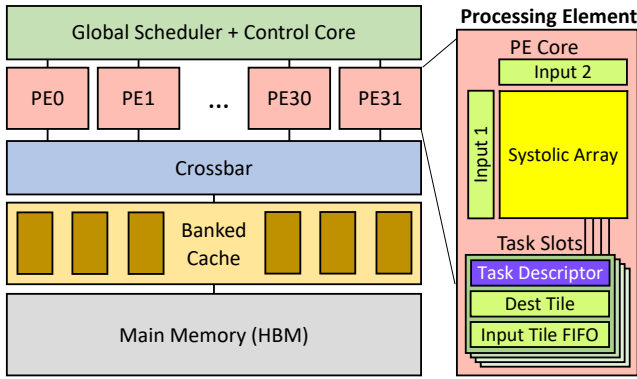 Global Scheduler + Control Core
PE0
PE1
...
PE30
PE31
Crossbar
Banked
Cache
Main Memory (HBM)
Processing Element
PE Core
Input 2
Input 1
Systolic Array
Task Slots
Task Descriptor
Dest Tile
Input Tile FIFO